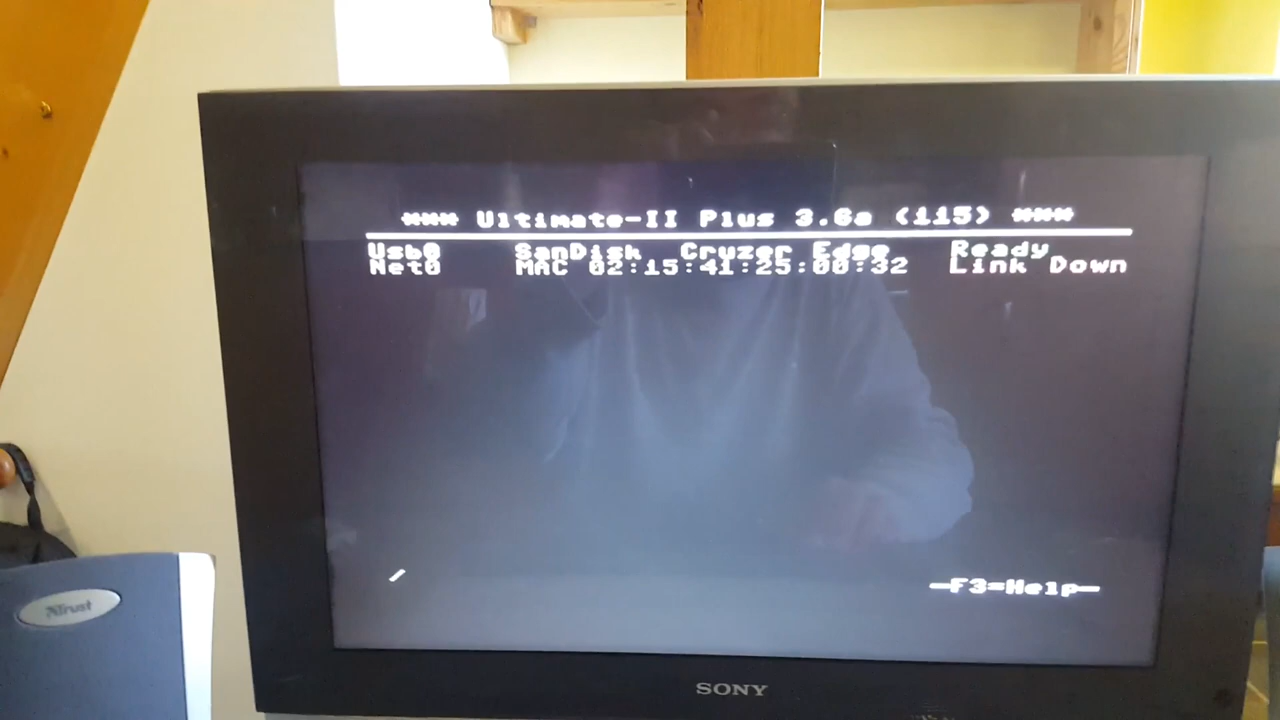 *** Ultimate-II Plus 3.6a (115) ***
Usb0 SanDisk Cruzer Edge Ready
Net0 MAC 02:15:41:25:00:32 Link Down
/
-F3=Help-
Trust
SONY